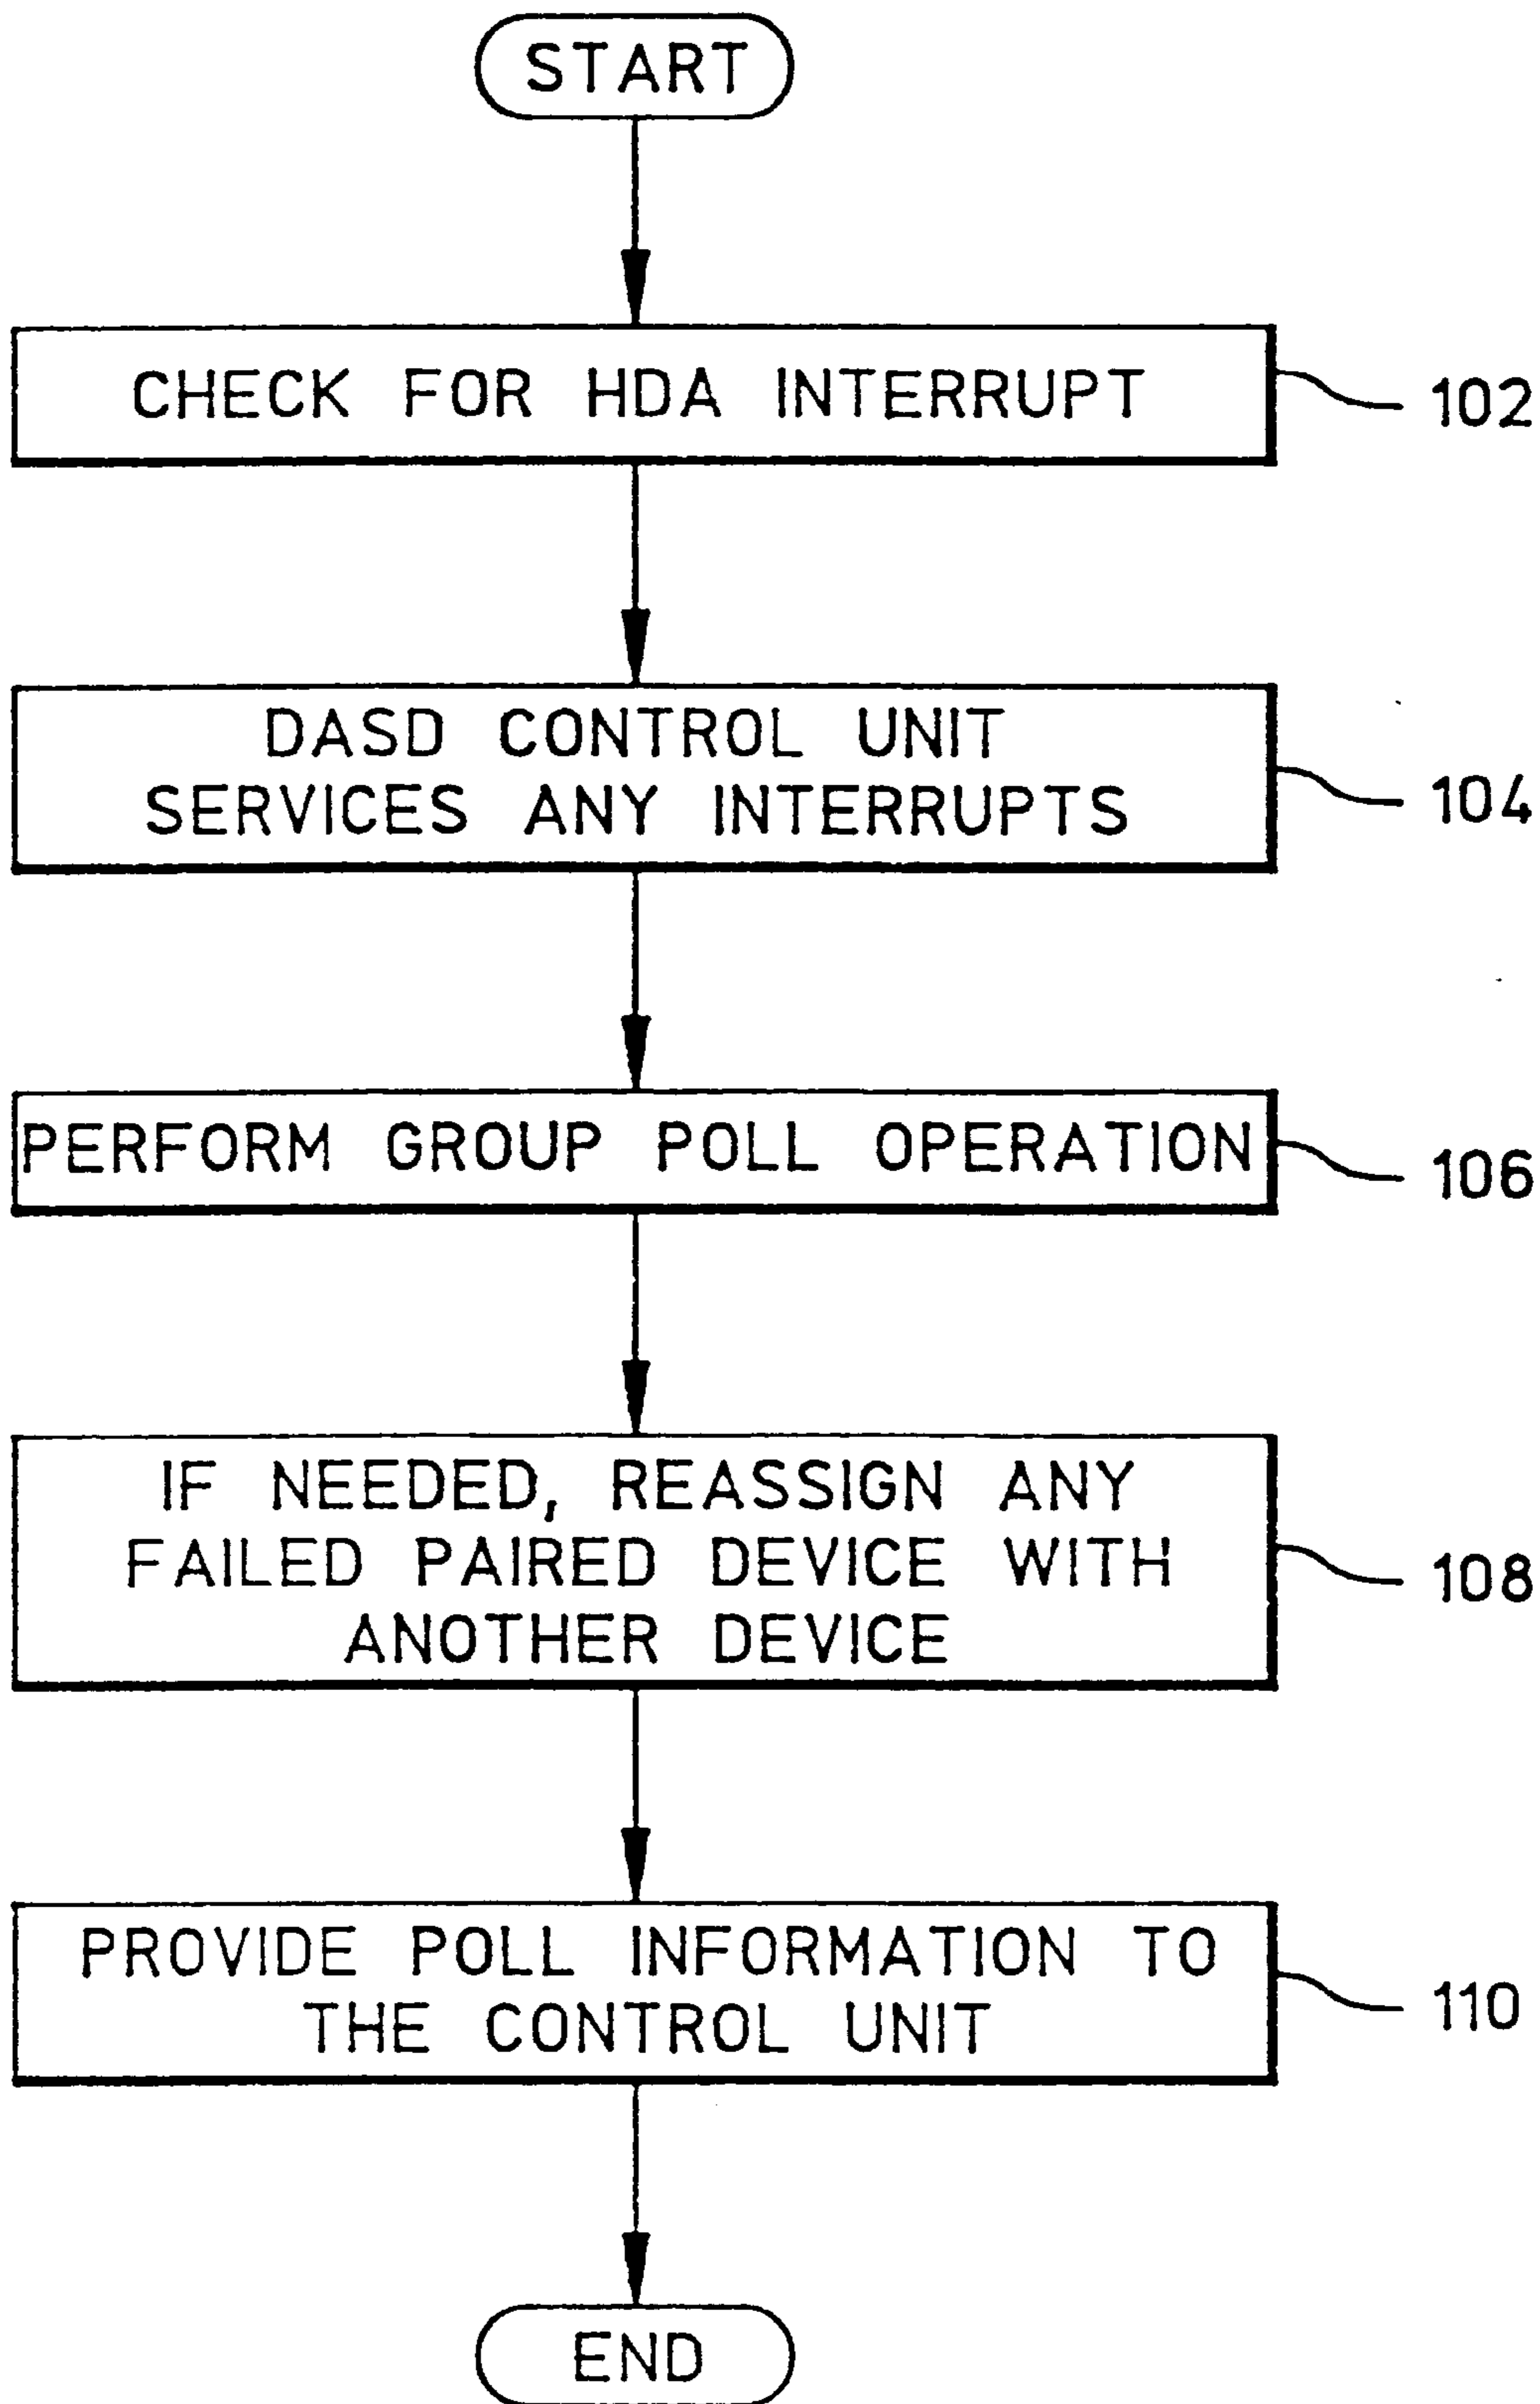 START
CHECK FOR HDA INTERRUPT
102
DASD CONTROL UNIT
SERVICES ANY INTERRUPTS
104
PERFORM GROUP POLL OPERATION
106
IF NEEDED, REASSIGN ANY
FAILED PAIRED DEVICE WITH
ANOTHER DEVICE
108
PROVIDE POLL INFORMATION TO
THE CONTROL UNIT
110
END